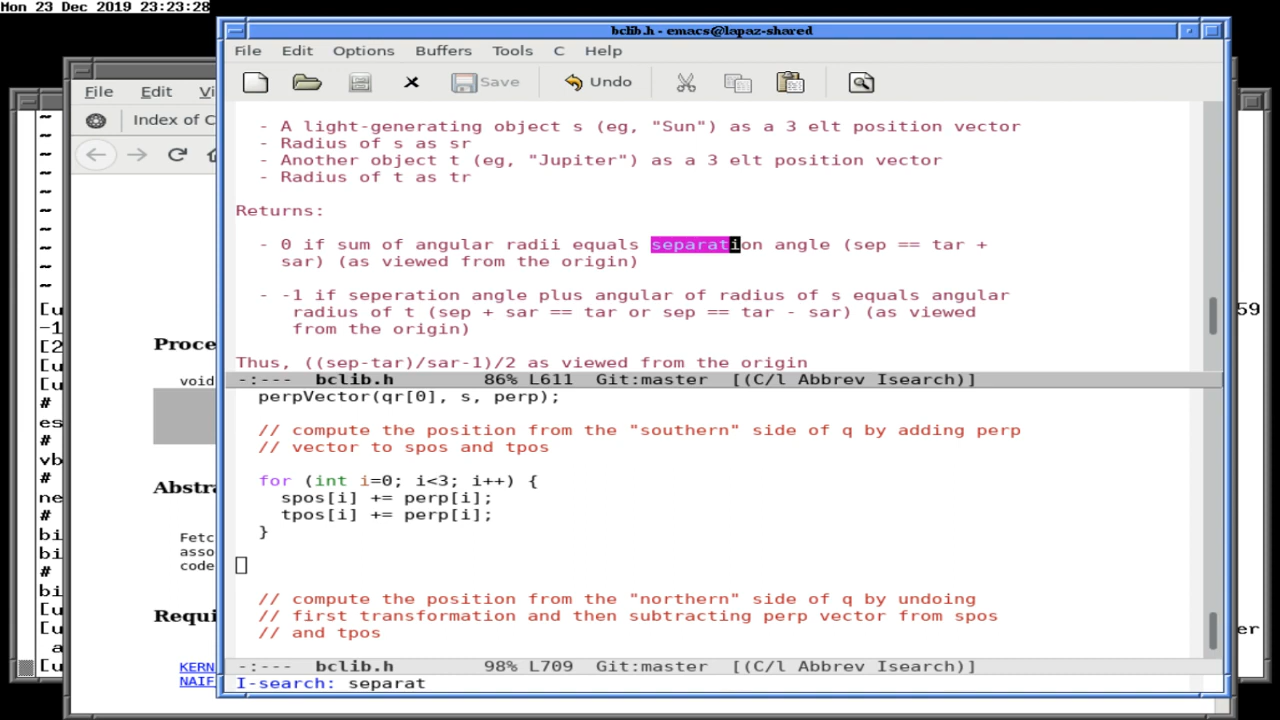 Mon 23 Dec 2019 23:23:28
bclib.h - emacs@lapaz-shared
File Edit Options Buffers Tools C Help
Save Undo
- A light-generating object s (eg, "Sun") as a 3 elt position vector
- Radius of s as sr
- Another object t (eg, "Jupiter") as a 3 elt position vector
- Radius of t as tr
Returns:
- 0 if sum of angular radii equals separation angle (sep == tar +
sar) (as viewed from the origin)
- -1 if seperation angle plus angular of radius of s equals angular
radius of t (sep + sar == tar or sep == tar - sar) (as viewed
from the origin)
Thus, ((sep-tar)/sar-1)/2 as viewed from the origin
-:--- bclib.h 86% L611 Git:master [(C/l Abbrev Isearch)]
perpVector(qr[0], s, perp);
// compute the position from the "southern" side of q by adding perp
// vector to spos and tpos
for (int i=0; i<3; i++) {
spos[i] += perp[i];
tpos[i] += perp[i];
}
// compute the position from the "northern" side of q by undoing
// first transformation and then subtracting perp vector from spos
// and tpos
-:--- bclib.h 98% L709 Git:master [(C/l Abbrev Isearch)]
I-search: separat
File Edit Vi
Index of C
Proce
void
Abstra
Fetc
asso
code
Requi
KERN
NAIF
~
~
~
~
~
~
~
~
~
~
[u
-1
[2
[u
[u
#
es
#
vb
#
ne
#
bi
bi
#
bi
[u
[u
a
[u
59
er